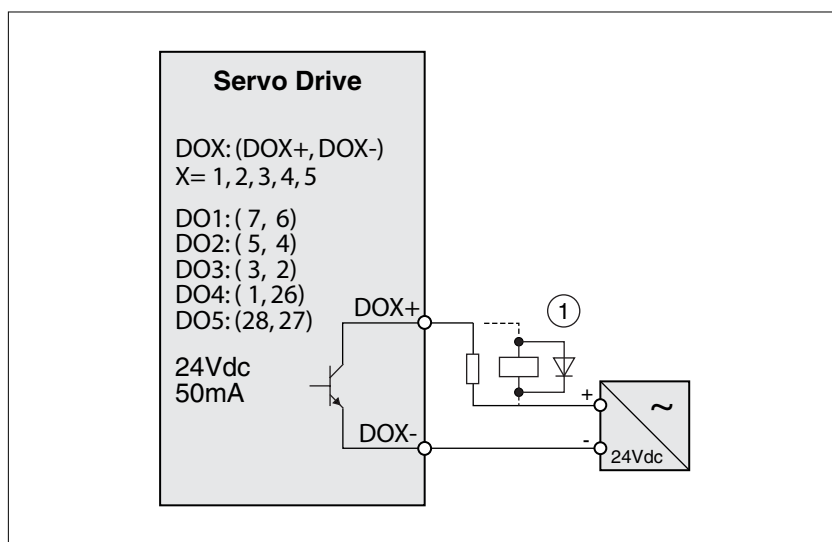 Servo Drive
DOX: (DOX+, DOX-)
X= 1, 2, 3, 4, 5
DO1: ( 7, 6)
DO2: ( 5, 4)
DO3: ( 3, 2)
DO4: ( 1, 26)
DO5: (28, 27)
24Vdc
50mA
DOX+
DOX-
1
+
~
-
24Vdc